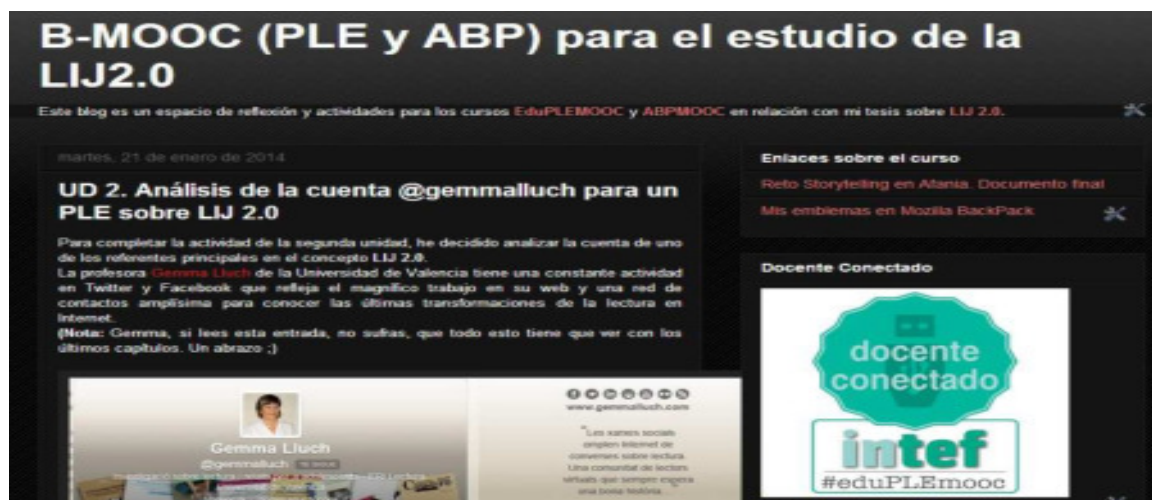 B-MOOC (PLE y ABP) para el estudio de la
LIJ2.0
Este blog es un espacio de reflexión y actividades para los cursos EduPLEMOOC y ABPMOOC en relación con mi tesis sobre LIJ 2.0.
martes, 21 de enero de 2014
UD 2. Análisis de la cuenta @gemmalluch para un
PLE sobre LIJ 2.0
Para completar la actividad de la segunda unidad, he decidido analizar la cuenta de uno
de los referentes principales en el concepto LIJ 2.0.
La profesora Gemma Lluch de la Universidad de Valencia tiene una constante actividad
en Twitter y Facebook que refleja el magnífico trabajo en su web y una red de
contactos amplísima para conocer las últimas transformaciones de la lectura en
Internet.
(Nota: Gemma, si lees esta entrada, no sufras, que todo esto tiene que ver con los
últimos capítulos. Un abrazo ;)
Gemma Lluch
@gemmalluch
www.gemmalluch.com
"Les xarxes socials
omplen Internet de
converses sobre lectura.
Una comunitat de lectors
virtuals que sempre espera
una bona història...
Enlaces sobre el curso
Reto Storytelling en Afania. Documento final
Mis emblemas en Mozilla BackPack
Docente Conectado
docente
conectado
intef
#eduPLEmooc